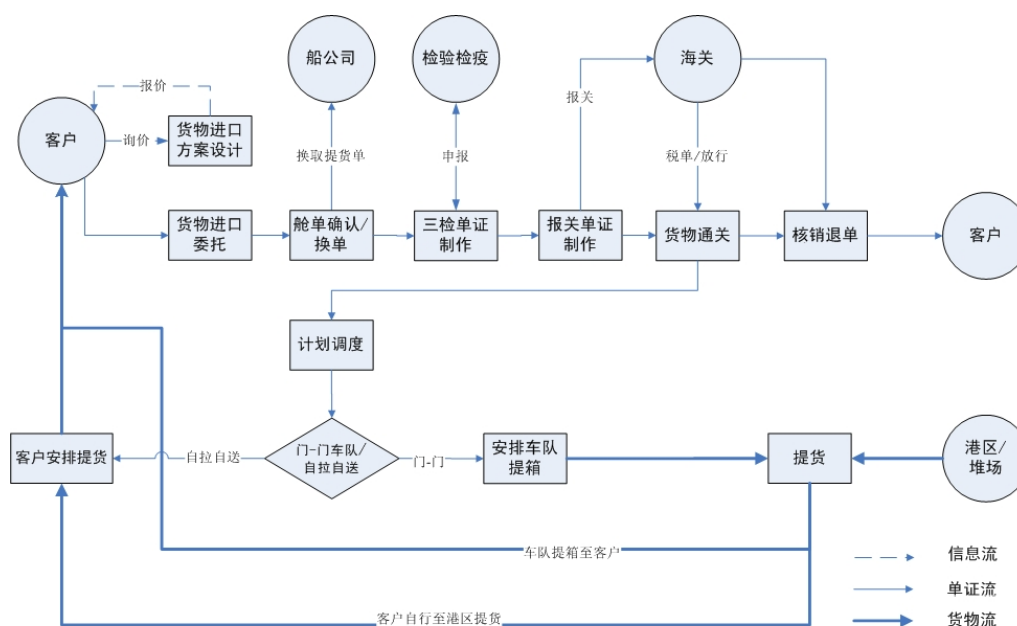 船公司
检验检疫
海关
报价
报关
客户
询价
货物进口
方案设计
换取提货单
申报
税单/放行
货物进口
委托
舱单确认/
换单
三检单证
制作
报关单证
制作
货物通关
核销退单
客户
计划调度
客户安排提货
自拉自送
门-门车队/
自拉自送
门-门
安排车队
提箱
提货
港区/
堆场
车队提箱至客户
信息流
单证流
客户自行至港区提货
货物流